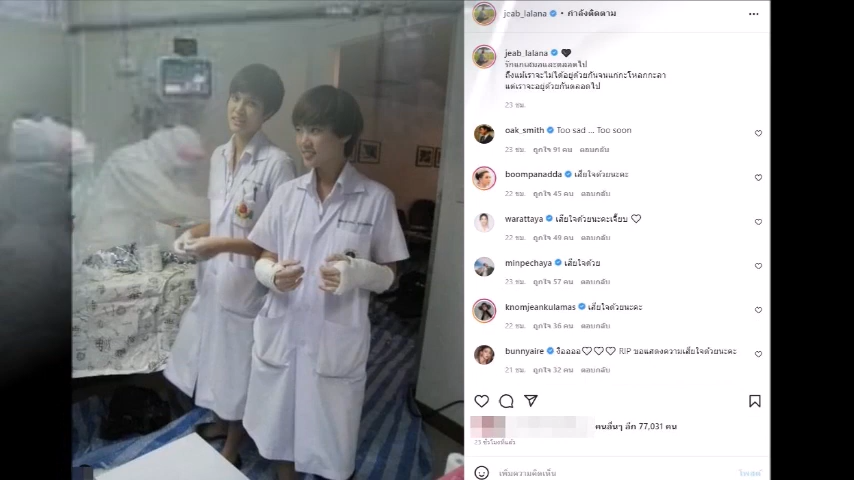 jeab_lalana • กำลังติดตาม
jeab_lalana
รักแกเสมอและตลอดไป
ถึงแม้เราจะไม่ได้อยู่ด้วยกันจนแก่กะโหลกกะลา
แต่เราจะอยู่ด้วยกันตลอดไป
23 ชม.
oak_smith Too sad ... Too soon
23 ชม. ถูกใจ 91 คน ตอบกลับ
boompanadda เสียใจด้วยนะคะ
22 ชม. ถูกใจ 45 คน ตอบกลับ
warattaya เสียใจด้วยนะคะเจี๊ยบ
22 ชม. ถูกใจ 49 คน ตอบกลับ
minpechaya เสียใจด้วย
23 ชม. ถูกใจ 57 คน ตอบกลับ
knomjeankulamas เสียใจด้วยนะคะ
22 ชม. ถูกใจ 36 คน ตอบกลับ
bunnyaire งืออออ RIP ขอแสดงความเสียใจด้วยนะคะ
21 ชม. ถูกใจ 32 คน ตอบกลับ
คนอื่นๆ อีก 77,031 คน
23 ชั่วโมงที่แล้ว
เพิ่มความคิดเห็น
โพสต์